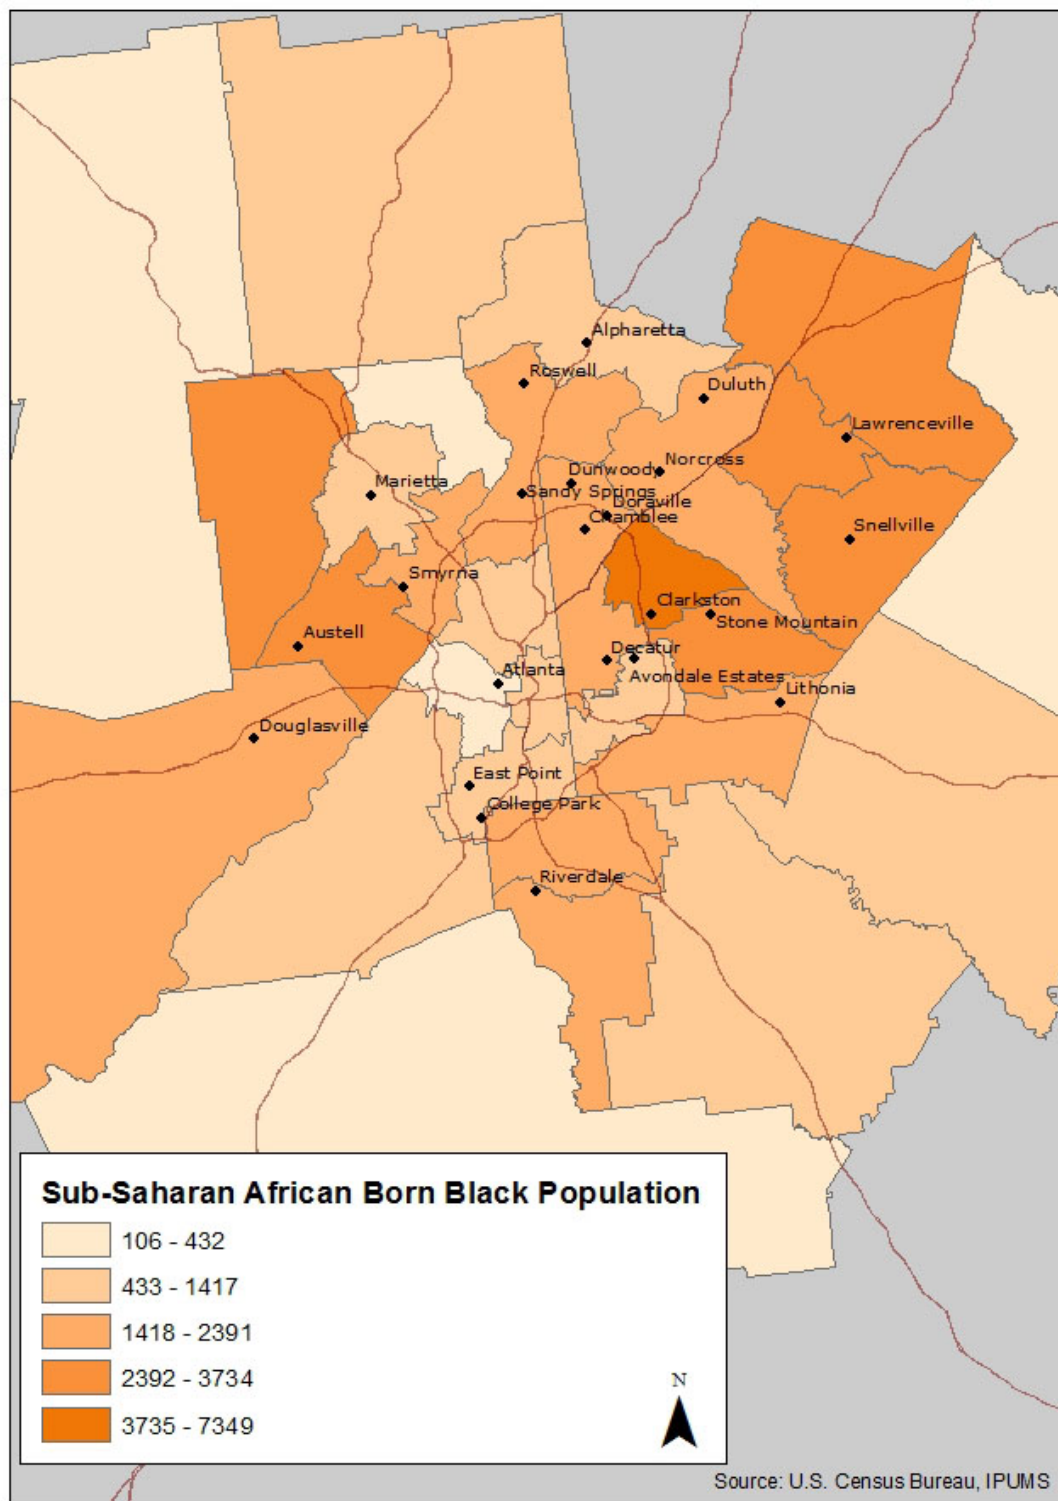 Alpharetta
Roswell
Duluth
Lawrenceville
Norcross
Dunwoody
Marietta
Sandy Springs
Doraville
Chamblee
Snellville
Smyrna
Clarkston
Stone Mountain
Austell
Decatur
Atlanta
Avondale Estates
Lithonia
Douglasville
East Point
College Park
Riverdale
Sub-Saharan African Born Black Population
106 - 432
433 - 1417
1418 - 2391
2392 - 3734
3735 - 7349
N
Source: U.S. Census Bureau, IPUMS